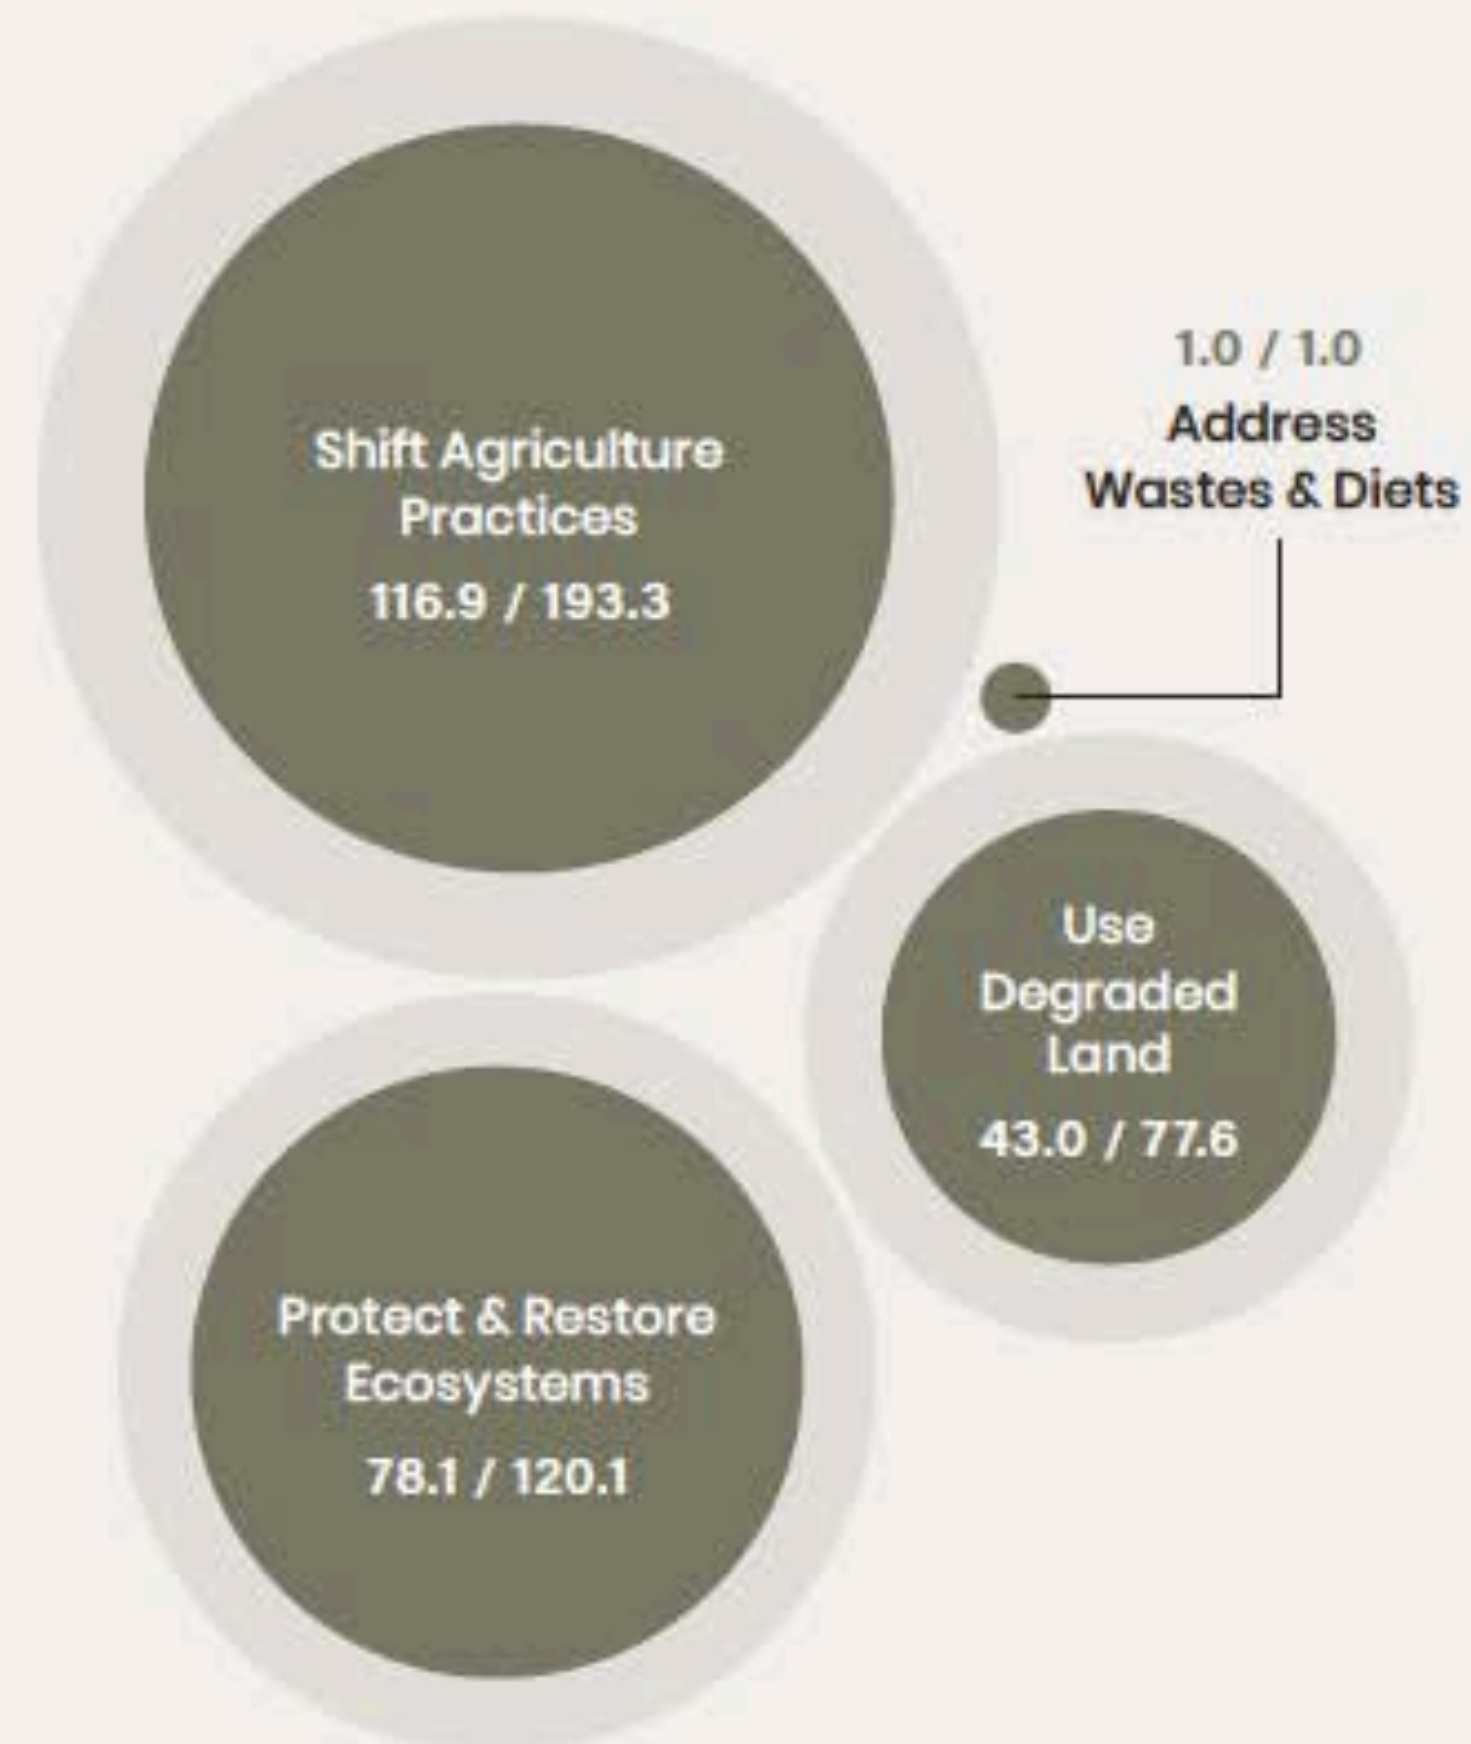 Shift Agriculture
Practices
116.9 / 193.3
1.0 / 1.0
Address
Wastes & Diets
Use
Degraded
Land
43.0 / 77.6
Protect & Restore
Ecosystems
78.1 / 120.1